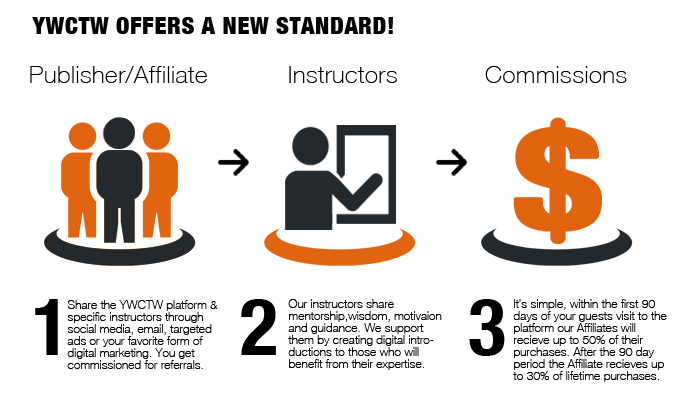 YWCTW OFFERS A NEW STANDARD!
Publisher/Affiliate
Instructors
Commissions
1
Share the YWCTW platform &
specific instructors through
social media, email, targeted
ads or your favorite form of
digital marketing. You get
commissioned for referrals.
2
Our instructors share
mentorship,wisdom, motivaion
and guidance. We support
them by creating digital intro-
ductions to those who will
benefit from their expertise.
3
It's simple, within the first 90
days of your guests visit to the
platform our Affiliates will
recieve up to 50% of their
purchases. After the 90 day
period the Affiliate recieves up
to 30% of lifetime purchases.